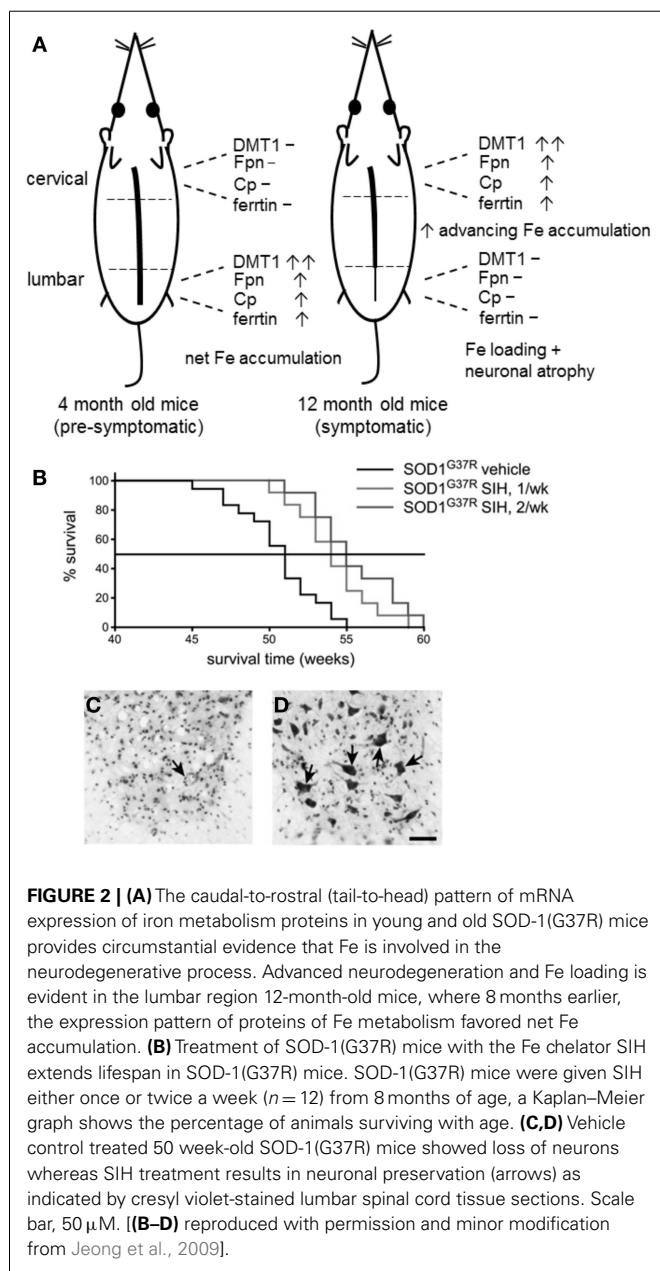 A
cervical
DMT1 –
Fpn –
Cp –
ferrtin –
lumbar
DMT1 ↑↑
Fpn ↑
Cp ↑
ferrtin ↑
net Fe accumulation
4 month old mice
(pre-symptomatic)
DMT1 ↑↑
Fpn ↑
Cp ↑
ferrtin ↑
↑ advancing Fe accumulation
DMT1 –
Fpn –
Cp –
ferrtin –
Fe loading +
neuronal atrophy
12 month old mice
(symptomatic)
B
SOD1G37R vehicle
SOD1G37R SIH, 1/wk
SOD1G37R SIH, 2/wk
% survival
100
80
60
40
20
0
40 45 50 55 60
survival time (weeks)
C
D
FIGURE 2 | (A) The caudal-to-rostral (tail-to-head) pattern of mRNA
expression of iron metabolism proteins in young and old SOD-1(G37R) mice
provides circumstantial evidence that Fe is involved in the
neurodegenerative process. Advanced neurodegeneration and Fe loading is
evident in the lumbar region 12-month-old mice, where 8 months earlier,
the expression pattern of proteins of Fe metabolism favored net Fe
accumulation. (B) Treatment of SOD-1(G37R) mice with the Fe chelator SIH
extends lifespan in SOD-1(G37R) mice. SOD-1(G37R) mice were given SIH
either once or twice a week (n = 12) from 8 months of age, a Kaplan–Meier
graph shows the percentage of animals surviving with age. (C,D) Vehicle
control treated 50 week-old SOD-1(G37R) mice showed loss of neurons
whereas SIH treatment results in neuronal preservation (arrows) as
indicated by cresyl violet-stained lumbar spinal cord tissue sections. Scale
bar, 50 μM. [(B–D) reproduced with permission and minor modification
from Jeong et al., 2009].